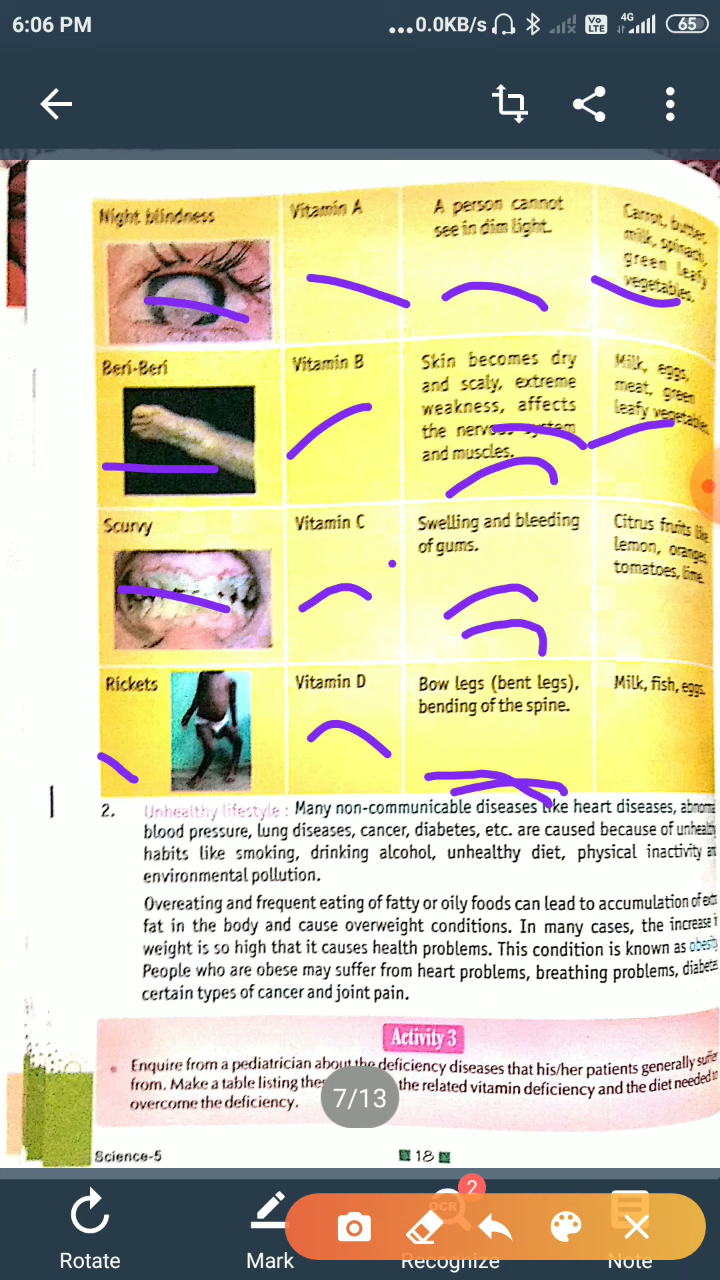 6:06 PM
...0.0KB/s
Vo LTE
4G
65
Night blindness
Vitamin A
A person cannot
see in dim light.
Carrot, butter,
milk, spinach,
green leafy
vegetables.
Beri-Beri
Vitamin B
Skin becomes dry
and scaly, extreme
weakness, affects
the nervous system
and muscles.
Milk, eggs,
meat, green
leafy vegetables
Scurvy
Vitamin C
Swelling and bleeding
of gums.
Citrus fruits like
lemon, oranges
tomatoes, lime.
Rickets
Vitamin D
Bow legs (bent legs),
bending of the spine.
Milk, fish, eggs.
2. Unhealthy lifestyle : Many non-communicable diseases like heart diseases,
blood pressure, lung diseases, cancer, diabetes, etc. are caused because of
habits like smoking, drinking alcohol, unhealthy diet, physical inactivity
environmental pollution.
Overeating and frequent eating of fatty or oily foods can lead to accumulation of
fat in the body and cause overweight conditions. In many cases, the increase
weight is so high that it causes health problems. This condition is known as obesity
People who are obese may suffer from heart problems, breathing problems, diabetes
certain types of cancer and joint pain.
Activity 3
Enquire from a pediatrician about the deficiency diseases that his/her patients generally suffer
from. Make a table listing the related vitamin deficiency and the diet needed to
overcome the deficiency.
7/13
Science-5
18
2
OCR
Rotate
Mark
Recognize
Note